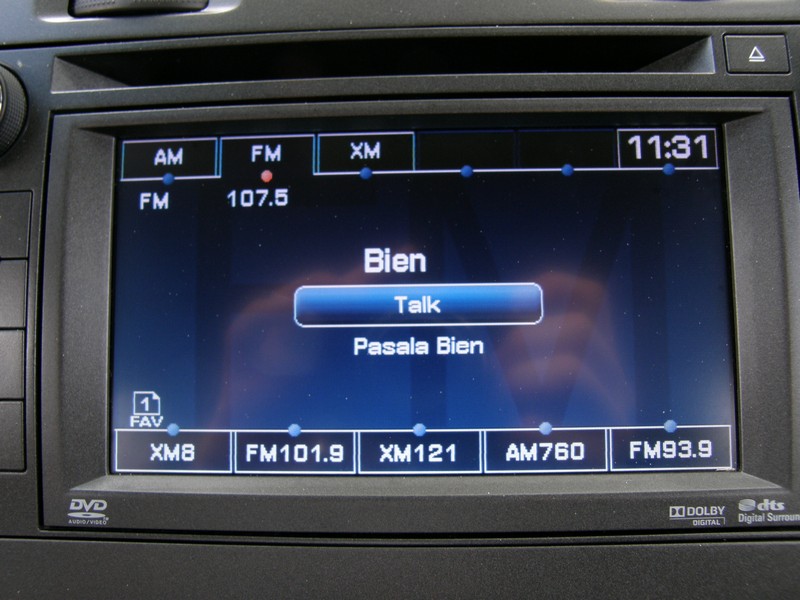 AM FM XM 11:31
FM 107.5
Bien
Talk
Pasala Bien
1
FAV
XM8 FM101.9 XM121 AM760 FM93.9
DVD
AUDIO/VIDEO
DOLBY
DIGITAL
dts
Digital Surroun